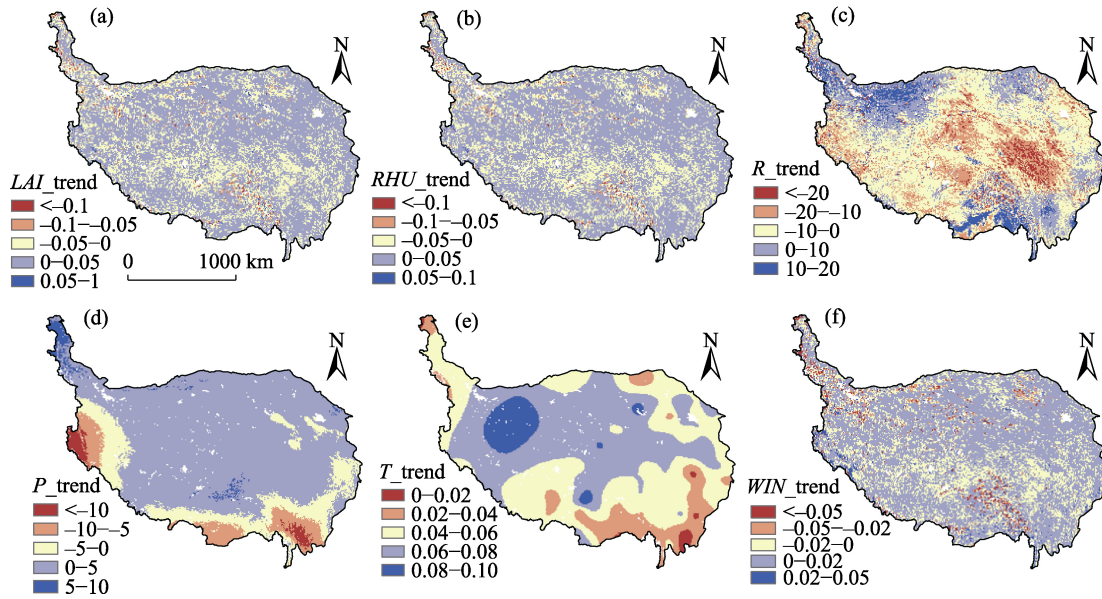 (a)
N
LAI_trend
<–0.1
–0.1––0.05
–0.05–0
0–0.05
0.05–1
0 1000 km
(b)
N
RHU_trend
<–0.1
–0.1––0.05
–0.05–0
0–0.05
0.05–0.1
(c)
N
R_trend
<–20
–20––10
–10–0
0–10
10–20
(d)
N
P_trend
<–10
–10––5
–5–0
0–5
5–10
(e)
N
T_trend
0–0.02
0.02–0.04
0.04–0.06
0.06–0.08
0.08–0.10
(f)
N
WIN_trend
<–0.05
–0.05––0.02
–0.02–0
0–0.02
0.02–0.05